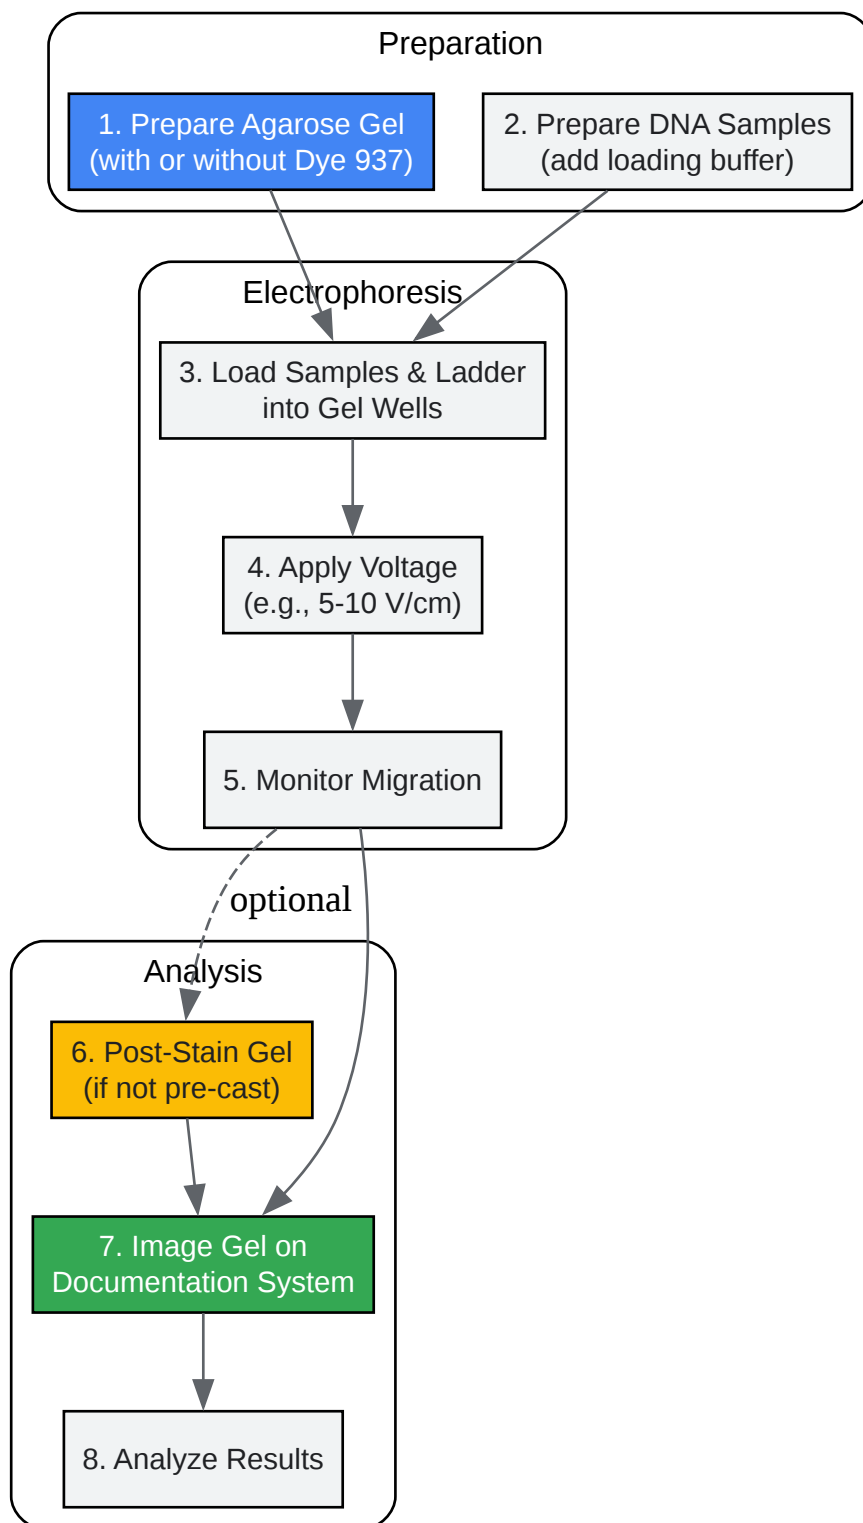 Preparation
1. Prepare Agarose Gel
(with or without Dye 937)
2. Prepare DNA Samples
(add loading buffer)
Electrophoresis
3. Load Samples & Ladder
into Gel Wells
4. Apply Voltage
(e.g., 5-10 V/cm)
5. Monitor Migration
optional
Analysis
6. Post-Stain Gel
(if not pre-cast)
7. Image Gel on
Documentation System
8. Analyze Results